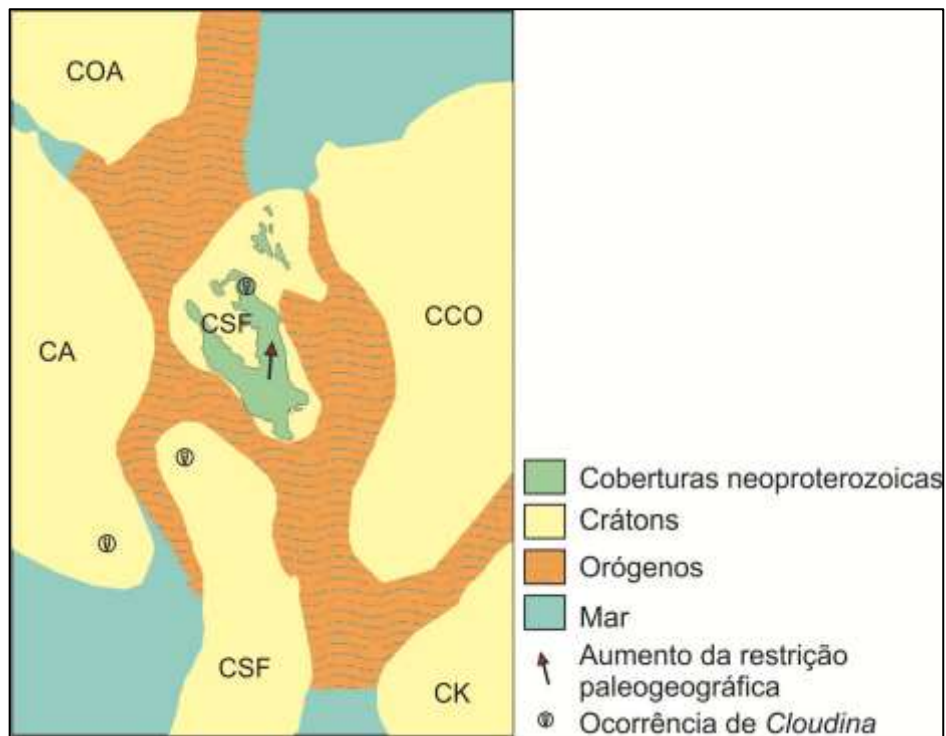 COA
CSF
CCO
CA
CSF
CK
Coberturas neoproterozoicas
Crátons
Orógenos
Mar
Aumento da restrição
paleogeográfica
Ocorrência de Cloudina